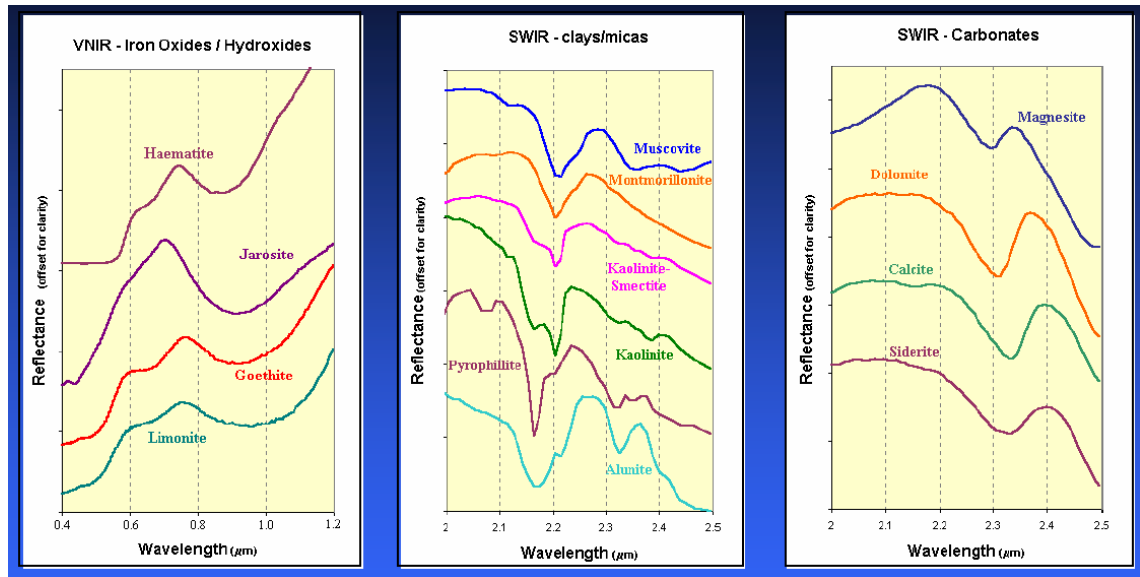 VNIR - Iron Oxides / Hydroxides
Haematite
Jarosite
Goethite
Limonite
Reflectance (offset for clarity)
0.4 0.6 0.8 1.0 1.2
Wavelength (μm)
SWIR - clays/micas
Muscovite
Montmorillonite
Kaolinite-
Smectite
Kaolinite
Pyrophillite
Alunite
Reflectance (offset for clarity)
2 2.1 2.2 2.3 2.4 2.5
Wavelength (μm)
SWIR - Carbonates
Magnesite
Dolomite
Calcite
Siderite
Reflectance (offset for clarity)
2 2.1 2.2 2.3 2.4 2.5
Wavelength (μm)